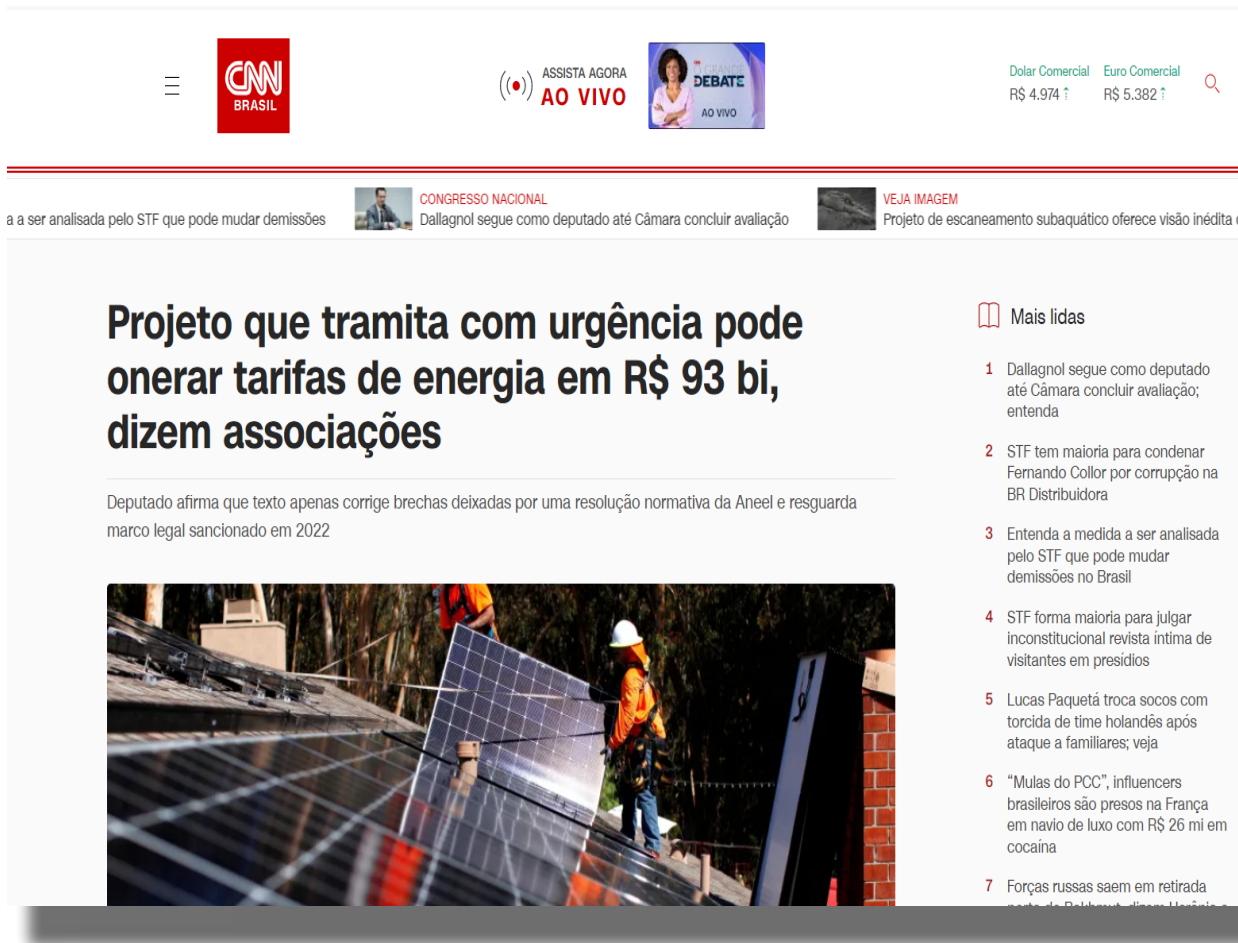 CNN
BRASIL
ASSISTA AGORA
AO VIVO
O GRANDE
DEBATE
AO VIVO
Dolar Comercial
R$ 4.974 ↑
Euro Comercial
R$ 5.382 ↑
a a ser analisada pelo STF que pode mudar demissões
CONGRESSO NACIONAL
Dallagnol segue como deputado até Câmara concluir avaliação
VEJA IMAGEM
Projeto de escaneamento subaquático oferece visão inédita
Projeto que tramita com urgência pode
onerar tarifas de energia em R$ 93 bi,
dizem associações
Deputado afirma que texto apenas corrige brechas deixadas por uma resolução normativa da Aneel e resguarda
marco legal sancionado em 2022
Mais lidas
1 Dallagnol segue como deputado
até Câmara concluir avaliação;
entenda
2 STF tem maioria para condenar
Fernando Collor por corrupção na
BR Distribuidora
3 Entenda a medida a ser analisada
pelo STF que pode mudar
demissões no Brasil
4 STF forma maioria para julgar
inconstitucional revista íntima de
visitantes em presídios
5 Lucas Paquetá troca socos com
torcida de time holandês após
ataque a familiares; veja
6 “Mulas do PCC”, influencers
brasileiros são presos na França
em navio de luxo com R$ 26 mi em
cocaína
7 Forças russas saem em retirada